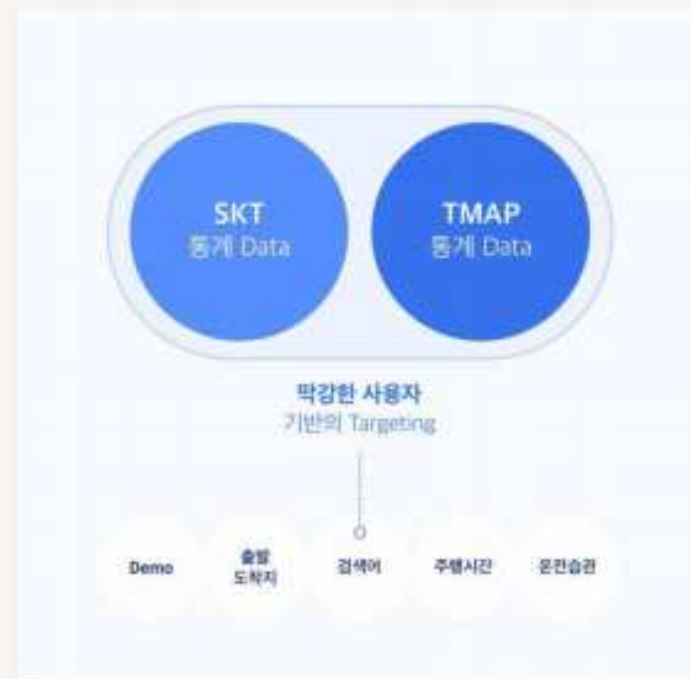 SKT
통계 Data
TMAP
통계 Data
막강한 사용자
기반의 Targeting
Demo
출발
도착지
검색어
주행시간
운전습관